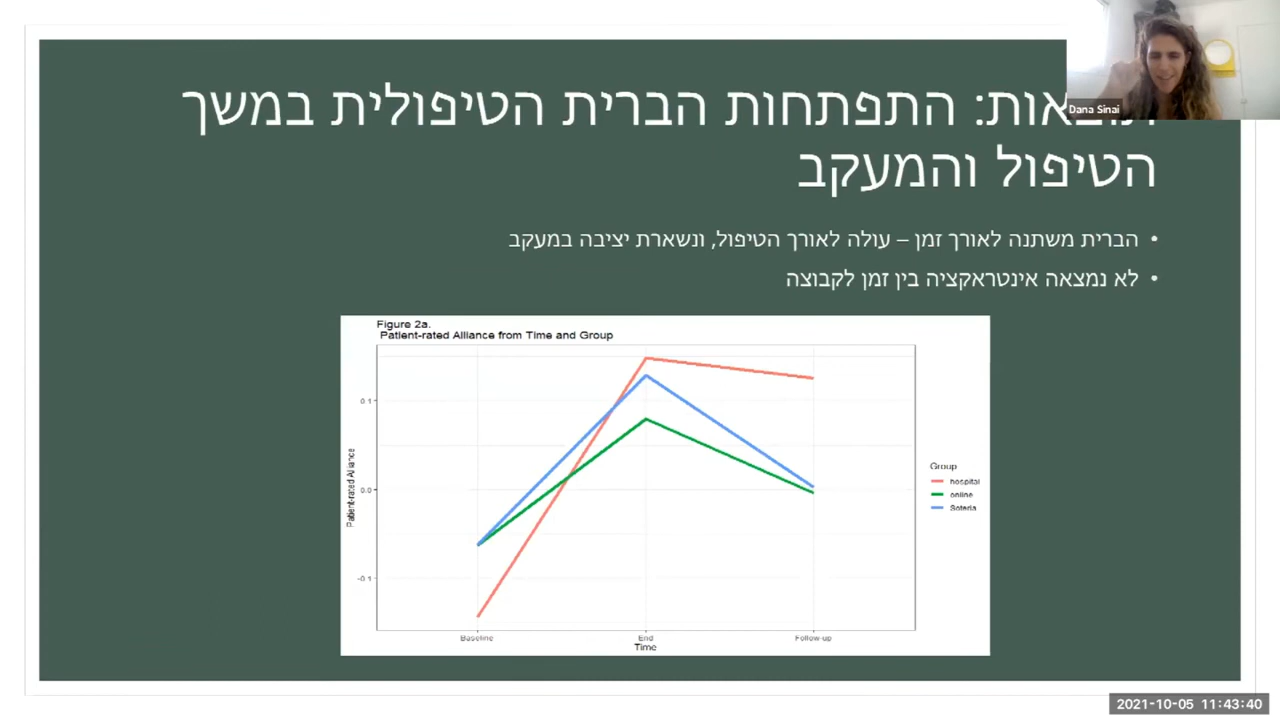 תוצאות: התפתחות הברית הטיפולית במשך
הטיפול והמעקב
• הברית משתנה לאורך זמן – עולה לאורך הטיפול, ונשארת יציבה במעקב
• לא נמצאה אינטראקציה בין זמן לקבוצה
Figure 2a.
Patient-rated Alliance from Time and Group
Patient-rated Alliance
0.1
0.0
-0.1
Baseline
End
Follow-up
Time
Group
hospital
online
Soteria
Dana Sinai
2021-10-05 11:43:40